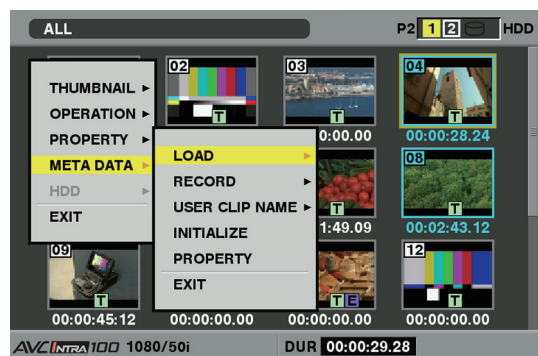 ALL P2 1 2 HDD
02 03 04
T T T
0:00.00 00:00:28.24
THUMBNAIL
OPERATION
PROPERTY
META DATA
HDD
EXIT
LOAD
RECORD
USER CLIP NAME
INITIALIZE
PROPERTY
EXIT
08
T T
1:49.09 00:02:43.12
09 12
T T E T
00:00:45:12 00:00:00.00 00:00:00.00 00:00:00.00
AVC INTRA 100 1080/50i DUR 00:00:29.28